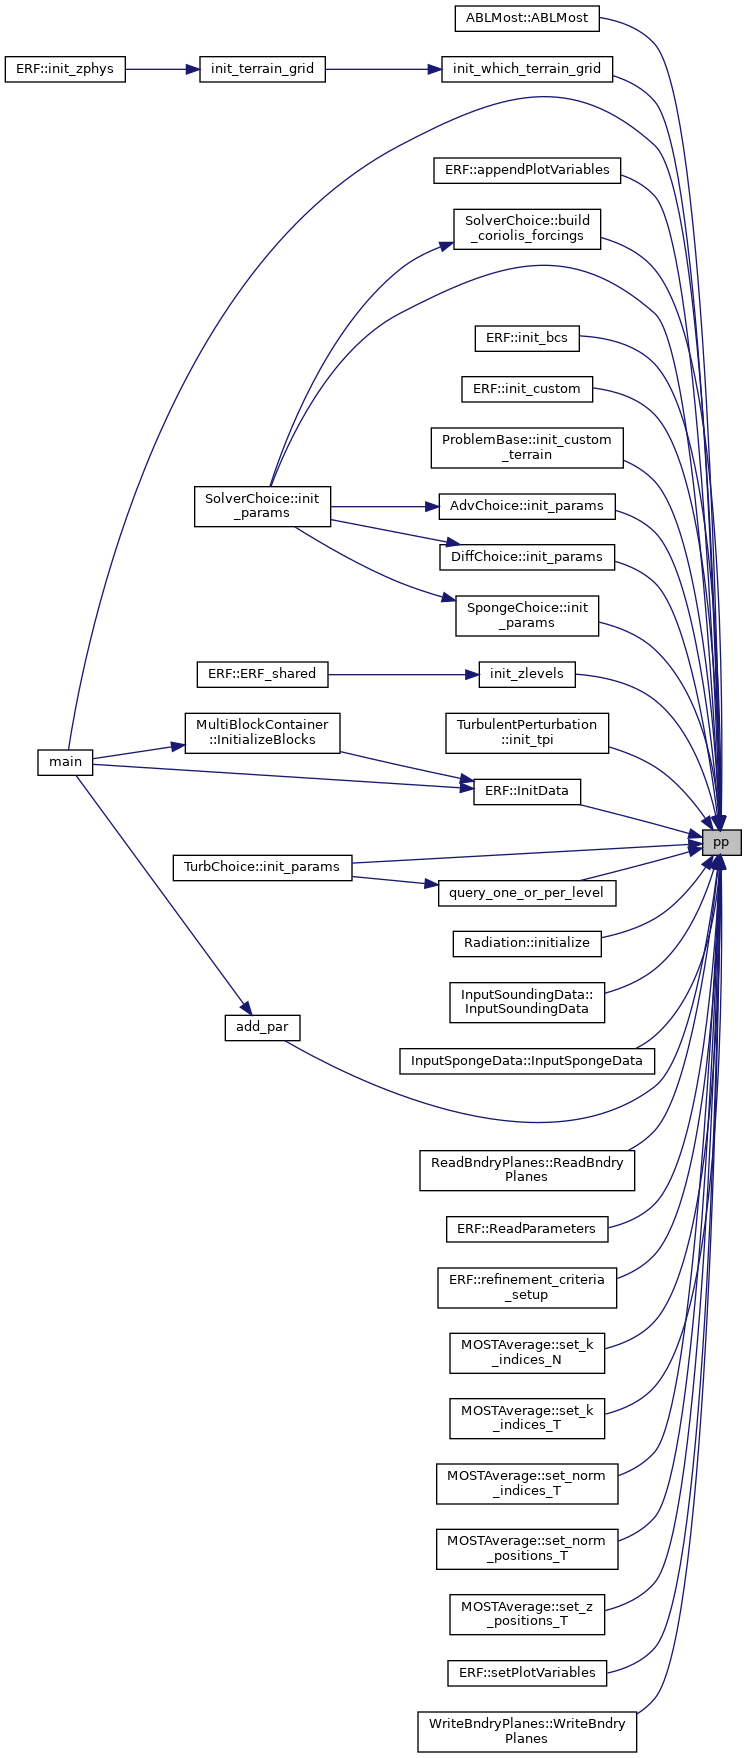 ABLMost::ABLMost
ERF::init_zphys
init_terrain_grid
init_which_terrain_grid
ERF::appendPlotVariables
SolverChoice::build
_coriolis_forcings
ERF::init_bcs
ERF::init_custom
ProblemBase::init_custom
_terrain
SolverChoice::init
_params
AdvChoice::init_params
DiffChoice::init_params
SpongeChoice::init
_params
ERF::ERF_shared
init_zlevels
MultiBlockContainer
::InitializeBlocks
TurbulentPerturbation
::init_tpi
main
ERF::InitData
pp
TurbChoice::init_params
query_one_or_per_level
Radiation::initialize
InputSoundingData::
InputSoundingData
add_par
InputSpongeData::InputSpongeData
ReadBndryPlanes::ReadBndry
Planes
ERF::ReadParameters
ERF::refinement_criteria
_setup
MOSTAverage::set_k
_indices_N
MOSTAverage::set_k
_indices_T
MOSTAverage::set_norm
_indices_T
MOSTAverage::set_norm
_positions_T
MOSTAverage::set_z
_positions_T
ERF::setPlotVariables
WriteBndryPlanes::WriteBndry
Planes